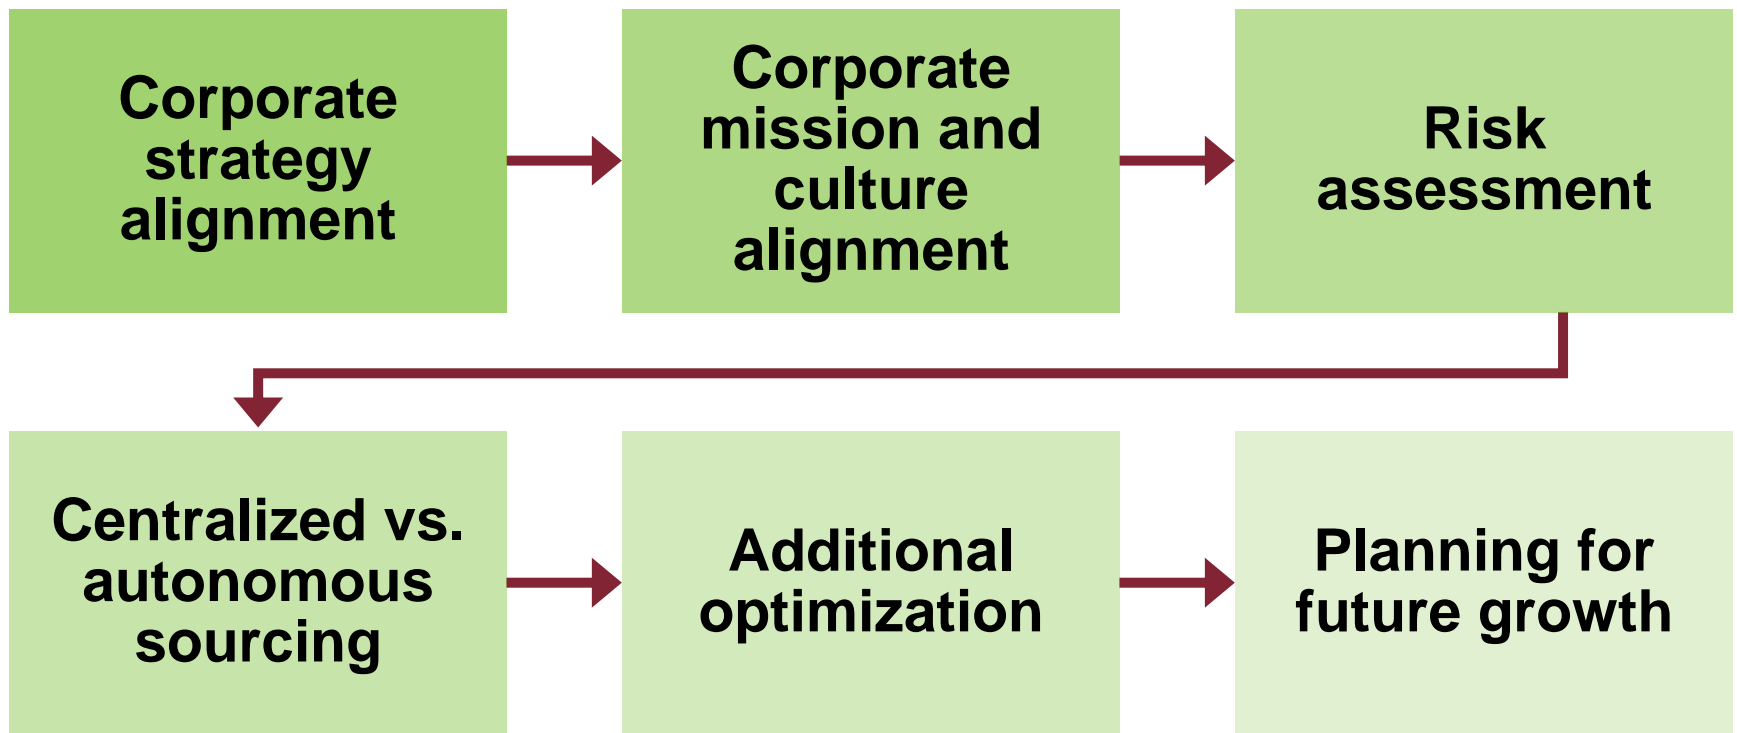 Corporate
strategy
alignment
Corporate
mission and
culture
alignment
Risk
assessment
Centralized vs.
autonomous
sourcing
Additional
optimization
Planning for
future growth